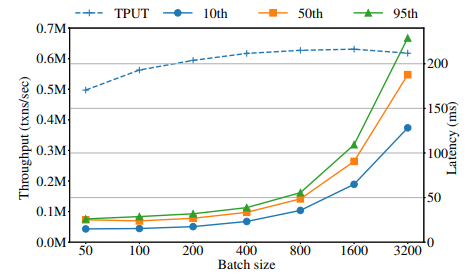 TPUT 10th 50th 95th
0.7M
0.6M
0.5M
0.4M
0.3M
0.2M
0.1M
0.0M
Throughput (txns/sec)
200
150
100
50
0
Latency (ms)
50 100 200 400 800 1600 3200
Batch size